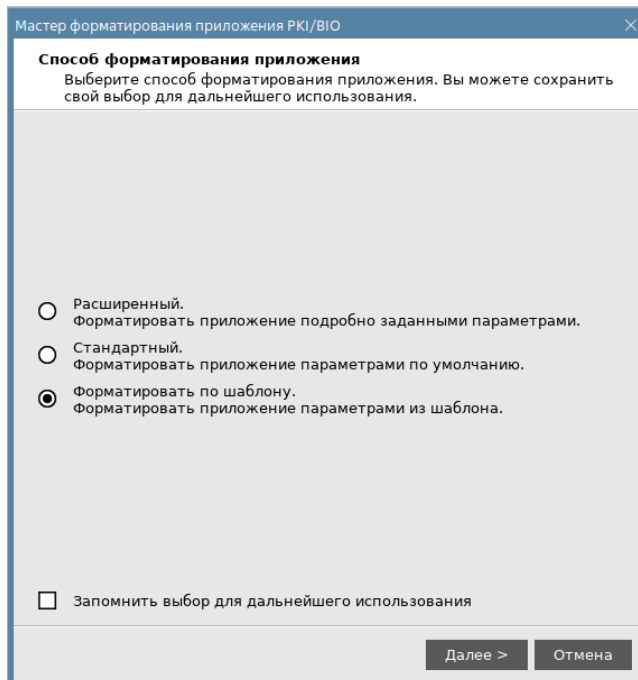 Мастер форматирования приложения PKI/BIO
Способ форматирования приложения
Выберите способ форматирования приложения. Вы можете сохранить
свой выбор для дальнейшего использования.
Расширенный.
Форматировать приложение подробно заданными параметрами.
Стандартный.
Форматировать приложение параметрами по умолчанию.
Форматировать по шаблону.
Форматировать приложение параметрами из шаблона.
Запомнить выбор для дальнейшего использования
Далее >
Отмена